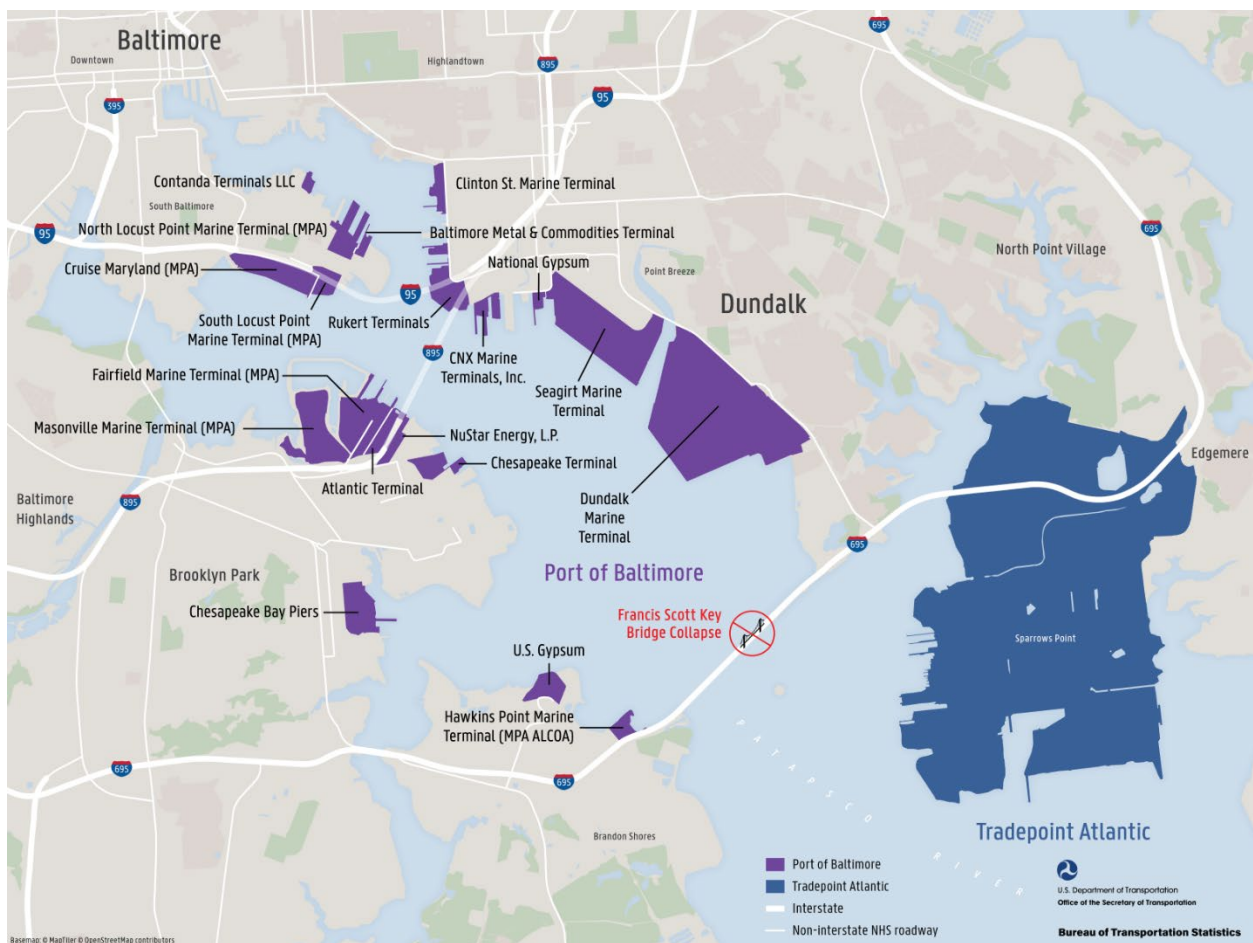 Baltimore
Downtown
Highlandtown
695
895
395
95
Contanda Terminals LLC
Clinton St. Marine Terminal
South Baltimore
North Locust Point Marine Terminal (MPA)
Baltimore Metal & Commodities Terminal
95
695
North Point Village
Cruise Maryland (MPA)
National Gypsum
Point Breeze
95
Dundalk
South Locust Point
Marine Terminal (MPA)
Rukert Terminals
895
CNX Marine
Terminals, Inc.
Fairfield Marine Terminal (MPA)
Seagirt Marine
Terminal
Masonville Marine Terminal (MPA)
NuStar Energy, L.P.
Edgemere
Chesapeake Terminal
Atlantic Terminal
Baltimore
Highlands
895
Dundalk
Marine
Terminal
695
Brooklyn Park
Port of Baltimore
Chesapeake Bay Piers
Francis Scott Key
Bridge Collapse
Sparrows Point
U.S. Gypsum
Hawkins Point Marine
Terminal (MPA ALCOA)
PATAPSCO RIVER
695
695
Brandon Shores
Tradepoint Atlantic
Port of Baltimore
Tradepoint Atlantic
Interstate
Non-interstate NHS roadway
U.S. Department of Transportation
Office of the Secretary of Transportation
Bureau of Transportation Statistics
Basemap: © MapTiler © OpenStreetMap contributors